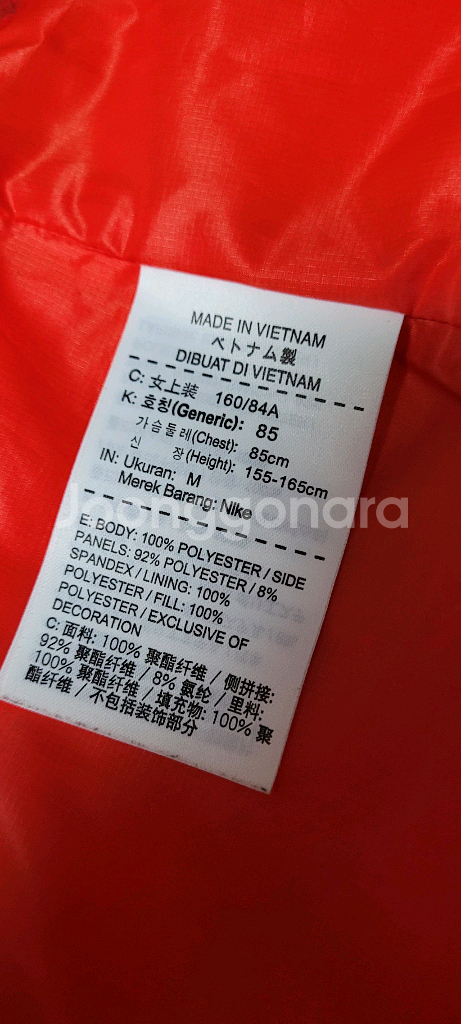 MADE IN VIETNAM
ベトナム製
DIBUAT DI VIETNAM
C: 女上装 160/84A
K: 호칭(Generic): 85
가슴둘레(Chest): 85cm
신 장(Height): 155-165cm
IN: Ukuran: M
Merek Barang: Nike
Joonggonara
E: BODY: 100% POLYESTER / SIDE
PANELS: 92% POLYESTER / 8%
SPANDEX / LINING: 100%
POLYESTER / FILL: 100%
POLYESTER / EXCLUSIVE OF
DECORATION
C: 面料: 100% 聚酯纤维 / 侧拼接:
92% 聚酯纤维 / 8% 氨纶 / 里料:
100% 聚酯纤维 / 填充物: 100% 聚
酯纤维 / 不包括装饰部分